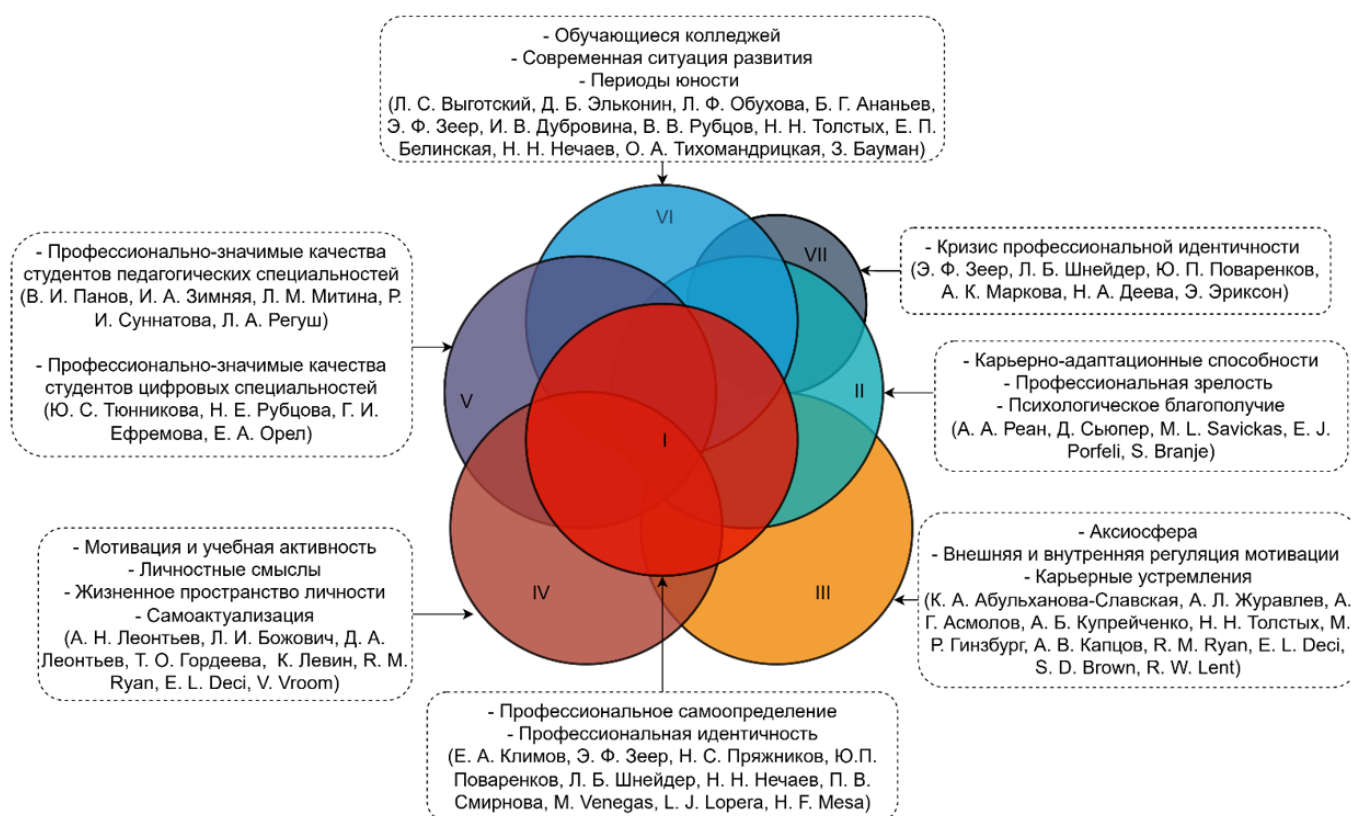 - Обучающиеся колледжей
- Современная ситуация развития
- Периоды юности
(Л. С. Выготский, Д. Б. Эльконин, Л. Ф. Обухова, Б. Г. Ананьев,
Э. Ф. Зеер, И. В. Дубровина, В. В. Рубцов, Н. Н. Толстых, Е. П.
Белинская, Н. Н. Нечаев, О. А. Тихомандрицкая, З. Бауман)
VI
VII
- Кризис профессиональной идентичности
(Э. Ф. Зеер, Л. Б. Шнейдер, Ю. П. Поваренков,
А. К. Маркова, Н. А. Деева, Э. Эриксон)
- Профессионально-значимые качества
студентов педагогических специальностей
(В. И. Панов, И. А. Зимняя, Л. М. Митина, Р.
И. Суннатова, Л. А. Регуш)
- Профессионально-значимые качества
студентов цифровых специальностей
(Ю. С. Тюнникова, Н. Е. Рубцова, Г. И.
Ефремова, Е. А. Орел)
V
II
- Карьерно-адаптационные способности
- Профессиональная зрелость
- Психологическое благополучие
(А. А. Реан, Д. Сьюпер, M. L. Savickas, E. J.
Porfeli, S. Branje)
I
- Мотивация и учебная активность
- Личностные смыслы
- Жизненное пространство личности
- Самоактуализация
(А. Н. Леонтьев, Л. И. Божович, Д. А.
Леонтьев, Т. О. Гордеева, К. Левин, R. M.
Ryan, E. L. Deci, V. Vroom)
IV
III
- Аксиосфера
- Внешняя и внутренняя регуляция мотивации
- Карьерные устремления
(К. А. Абульханова-Славская, А. Л. Журавлев, А.
Г. Асмолов, А. Б. Купрейченко, Н. Н. Толстых, М.
Р. Гинзбург, А. В. Капцов, R. M. Ryan, E. L. Deci,
S. D. Brown, R. W. Lent)
- Профессиональное самоопределение
- Профессиональная идентичность
(Е. А. Климов, Э. Ф. Зеер, Н. С. Пряжников, Ю.П.
Поваренков, Л. Б. Шнейдер, Н. Н. Нечаев, П. В.
Смирнова, M. Venegas, L. J. Lopera, H. F. Mesa)